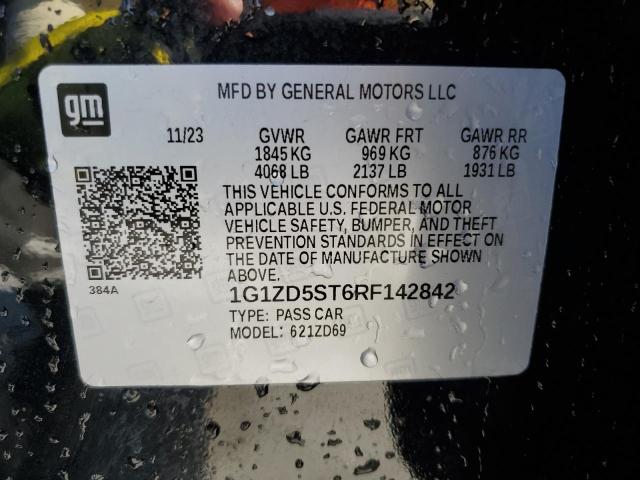 gm
MFD BY GENERAL MOTORS LLC
11/23 GVWR GAWR FRT GAWR RR
1845 KG 969 KG 876 KG
4068 LB 2137 LB 1931 LB
THIS VEHICLE CONFORMS TO ALL
APPLICABLE U.S. FEDERAL MOTOR
VEHICLE SAFETY, BUMPER, AND THEFT
PREVENTION STANDARDS IN EFFECT ON
THE DATE OF MANUFACTURE SHOWN
ABOVE.
384A
1G1ZD5ST6RF142842
TYPE: PASS CAR
MODEL: 621ZD69